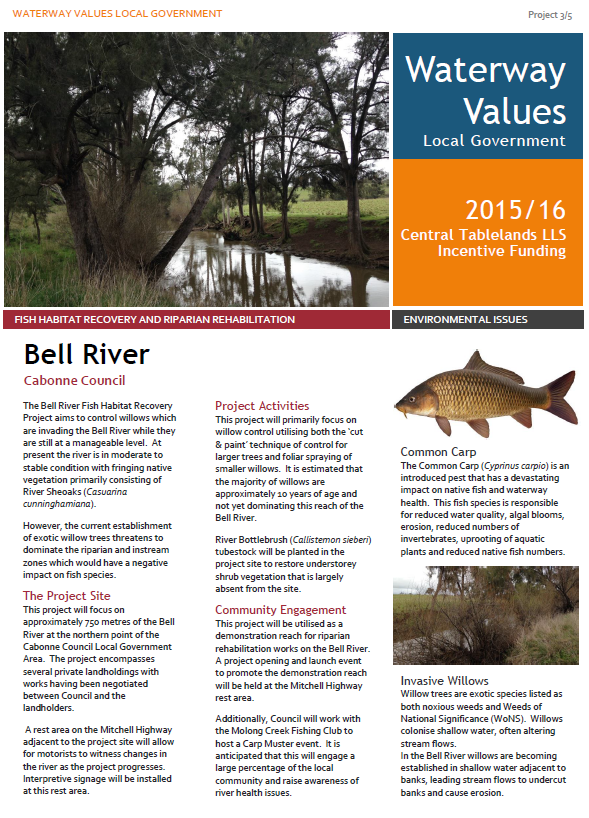 WATERWAY VALUES LOCAL GOVERNMENT
Project 3/5
Waterway
Values
Local Government
2015/16
Central Tablelands LLS
Incentive Funding
FISH HABITAT RECOVERY AND RIPARIAN REHABILITATION
ENVIRONMENTAL ISSUES
Bell River
Cabonne Council
The Bell River Fish Habitat Recovery
Project aims to control willows which
are invading the Bell River while they
are still at a manageable level. At
present the river is in moderate to
stable condition with fringing native
vegetation primarily consisting of
River Sheoaks (Casuarina
cunninghamiana).
However, the current establishment
of exotic willow trees threatens to
dominate the riparian and instream
zones which would have a negative
impact on fish species.
The Project Site
This project will focus on
approximately 750 metres of the Bell
River at the northern point of the
Cabonne Council Local Government
Area. The project encompasses
several private landholdings with
works having been negotiated
between Council and the
landholders.
A rest area on the Mitchell Highway
adjacent to the project site will allow
for motorists to witness changes in
the river as the project progresses.
Interpretive signage will be installed
at this rest area.
Project Activities
This project will primarily focus on
willow control utilising both the 'cut
& paint' technique of control for
larger trees and foliar spraying of
smaller willows. It is estimated that
the majority of willows are
approximately 10 years of age and
not yet dominating this reach of the
Bell River.
River Bottlebrush (Callistemon sieberi)
tubestock will be planted in the
project site to restore understorey
shrub vegetation that is largely
absent from the site.
Community Engagement
This project will be utilised as a
demonstration reach for riparian
rehabilitation works on the Bell River.
A project opening and launch event
to promote the demonstration reach
will be held at the Mitchell Highway
rest area.
Additionally, Council will work with
the Molong Creek Fishing Club to
host a Carp Muster event. It is
anticipated that this will engage a
large percentage of the local
community and raise awareness of
river health issues.
Common Carp
The Common Carp (Cyprinus carpio) is an
introduced pest that has a devastating
impact on native fish and waterway
health. This fish species is responsible
for reduced water quality, algal blooms,
erosion, reduced numbers of
invertebrates, uprooting of aquatic
plants and reduced native fish numbers.
Invasive Willows
Willow trees are exotic species listed as
both noxious weeds and Weeds of
National Significance (WoNS). Willows
colonise shallow water, often altering
stream flows.
In the Bell River willows are becoming
established in shallow water adjacent to
banks, leading stream flows to undercut
banks and cause erosion.